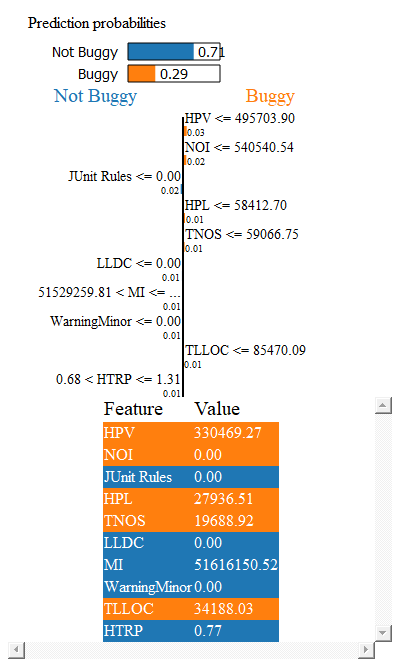 Prediction probabilities
Not Buggy 0.71
Buggy 0.29
Not Buggy Buggy
HPV <= 495703.90
0.03
NOI <= 540540.54
0.02
JUnit Rules <= 0.00
0.02
HPL <= 58412.70
0.01
TNOS <= 59066.75
0.01
LLDC <= 0.00
0.01
51529259.81 < MI <= ...
0.01
WarningMinor <= 0.00
0.01
TLLOC <= 85470.09
0.01
0.68 < HTRP <= 1.31
0.01
Feature Value
HPV 330469.27
NOI 0.00
JUnit Rules 0.00
HPL 27936.51
TNOS 19688.92
LLDC 0.00
MI 51616150.52
WarningMinor 0.00
TLLOC 34188.03
HTRP 0.77